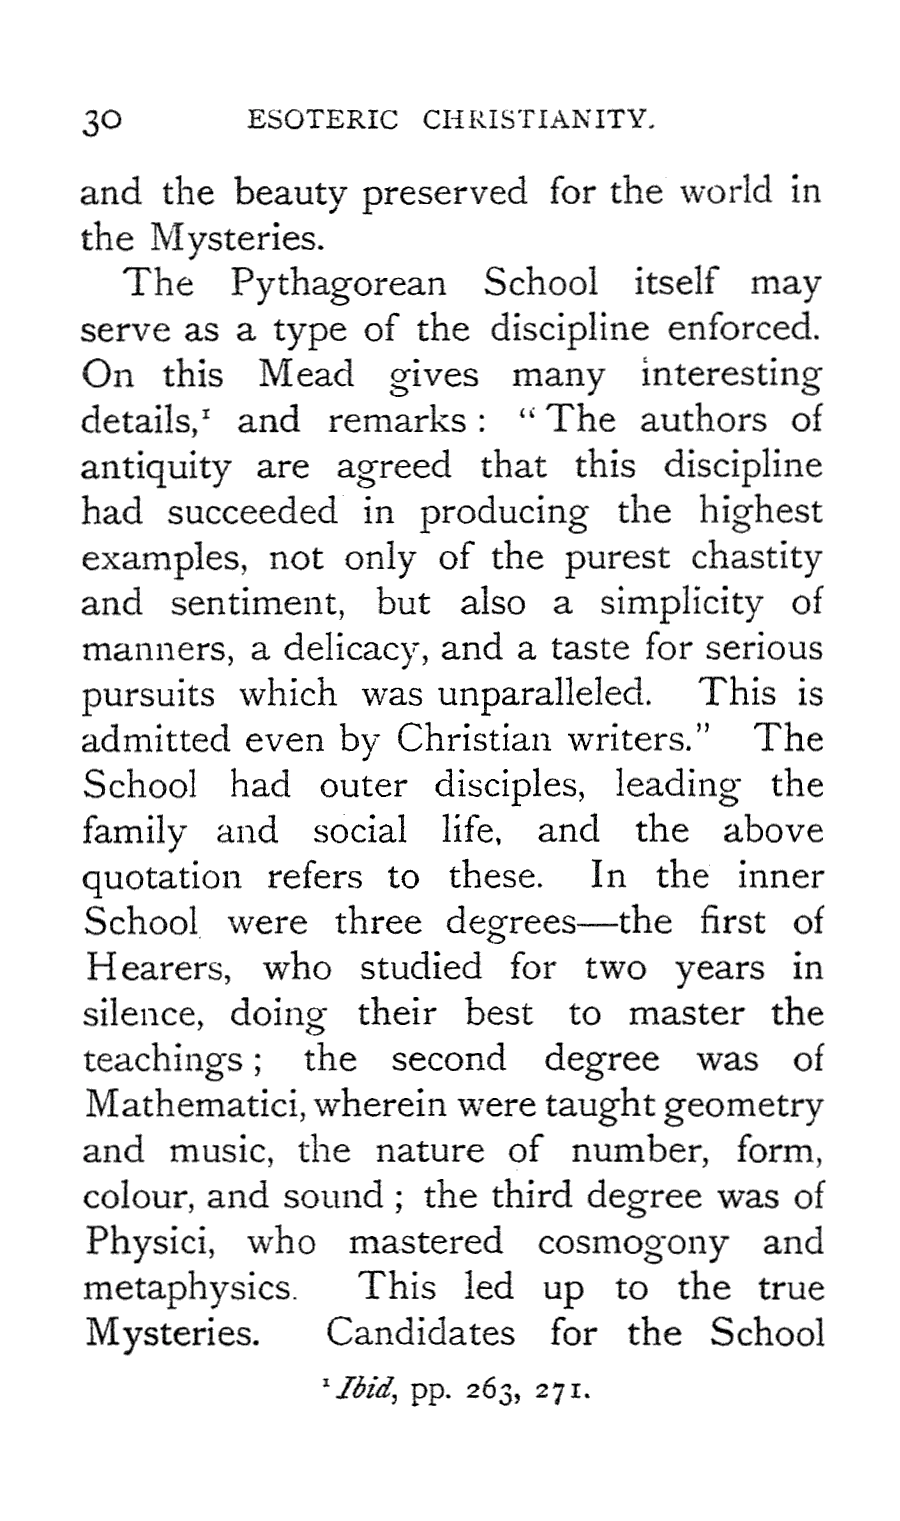 30 ESOTERIC CHRISTIANITY.
and the beauty preserved for the world in
the Mysteries.
The Pythagorean School itself may
serve as a type of the discipline enforced.
On this Mead gives many interesting
details,¹ and remarks : “ The authors of
antiquity are agreed that this discipline
had succeeded in producing the highest
examples, not only of the purest chastity
and sentiment, but also a simplicity of
manners, a delicacy, and a taste for serious
pursuits which was unparalleled. This is
admitted even by Christian writers.” The
School had outer disciples, leading the
family and social life, and the above
quotation refers to these. In the inner
School were three degrees—the first of
Hearers, who studied for two years in
silence, doing their best to master the
teachings ; the second degree was of
Mathematici, wherein were taught geometry
and music, the nature of number, form,
colour, and sound ; the third degree was of
Physici, who mastered cosmogony and
metaphysics. This led up to the true
Mysteries. Candidates for the School
¹ Ibid, pp. 263, 271.